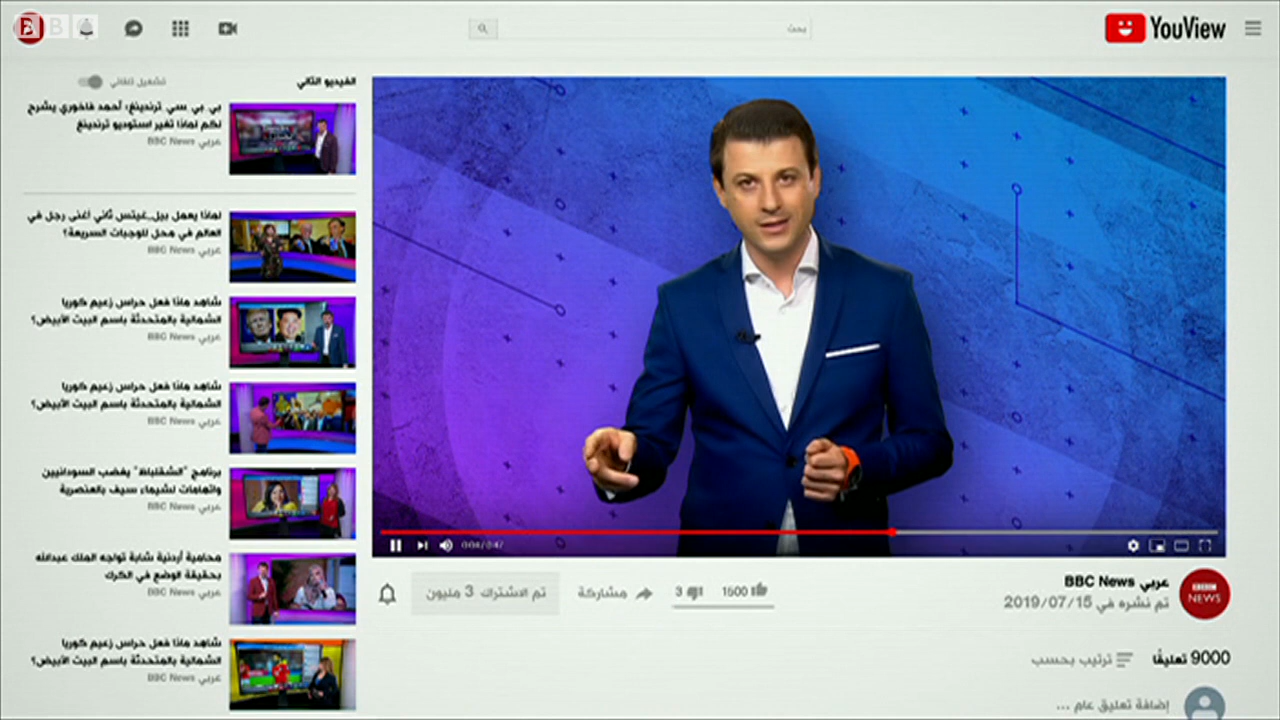 BBC
بحث
YouView
الفيديو التالي
تشغيل تلقائي
بي بي سي ترندينغ: أحمد فاخوري يشرح
لكم لماذا تغير استوديو ترندينغ
عربي BBC News
لماذا يعمل بيل غيتس ثاني أغنى رجل في
العالم في محل للوجبات السريعة؟
عربي BBC News
شاهد ماذا فعل حراس زعيم كوريا
الشمالية بالمتحدثة باسم البيت الأبيض؟
عربي BBC News
شاهد ماذا فعل حراس زعيم كوريا
الشمالية بالمتحدثة باسم البيت الأبيض؟
عربي BBC News
برنامج "الشقلباظ" يغضب السودانيين
واتهامات لشيماء سيف بالعنصرية
عربي BBC News
محامية أردنية شابة تواجه الملك عبدالله
بحقيقة الوضع في الكرك
عربي BBC News
شاهد ماذا فعل حراس زعيم كوريا
الشمالية بالمتحدثة باسم البيت الأبيض؟
عربي BBC News
BBC
NEWS
عربي BBC News
تم نشره في 2019/07/15
1500
3
مشاركة
تم الاشتراك 3 مليون
9000 تعليقًا
ترتيب بحسب
إضافة تعليق عام ...